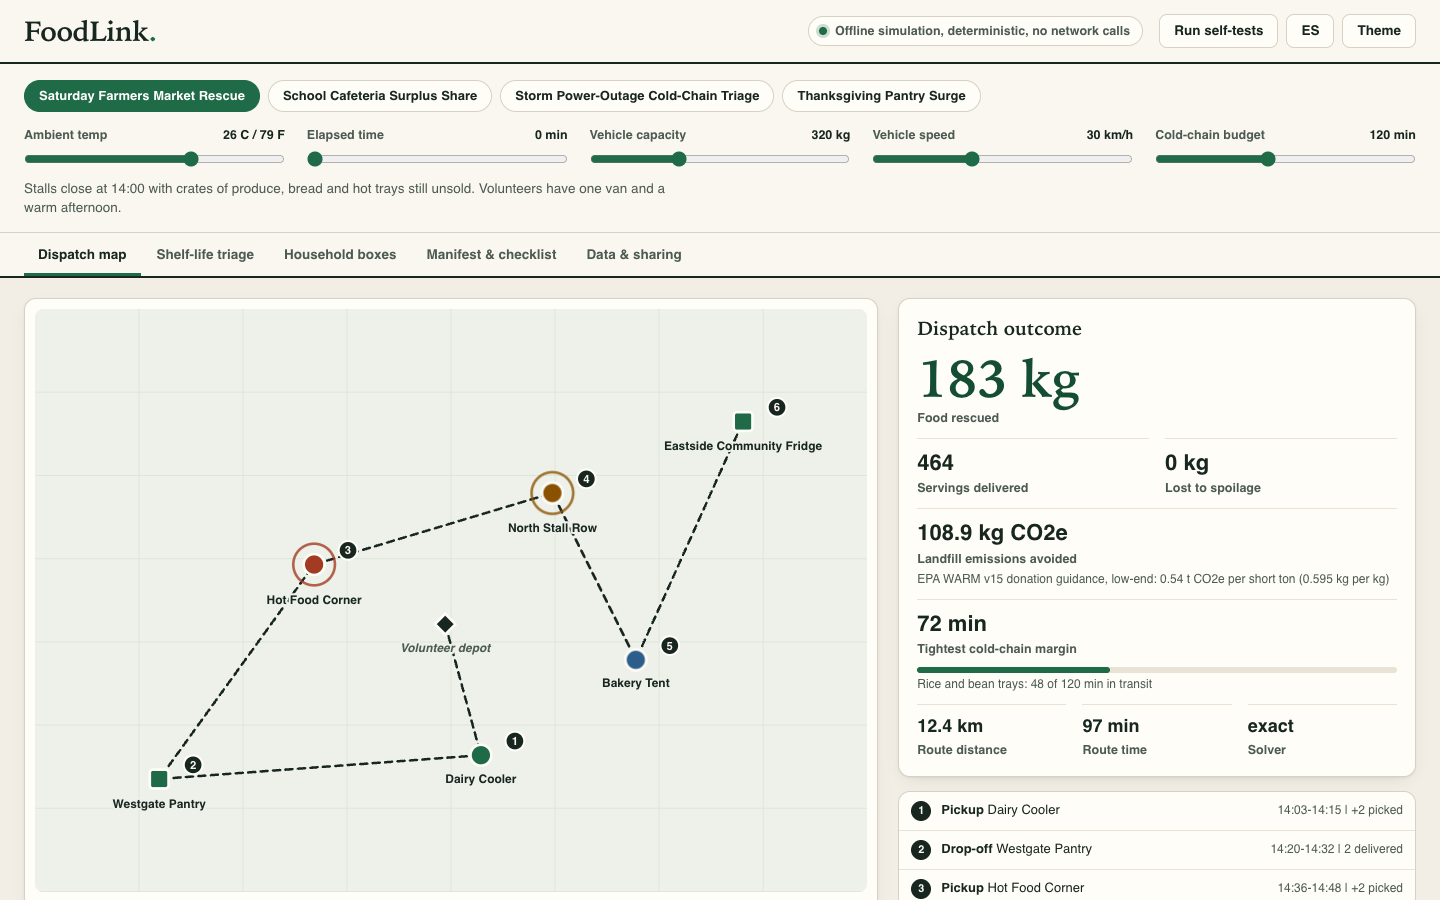 FoodLink.
Offline simulation, deterministic, no network calls
Run self-tests
ES
Theme
Saturday Farmers Market Rescue
School Cafeteria Surplus Share
Storm Power-Outage Cold-Chain Triage
Thanksgiving Pantry Surge
Ambient temp 26 C / 79 F
Elapsed time 0 min
Vehicle capacity 320 kg
Vehicle speed 30 km/h
Cold-chain budget 120 min
Stalls close at 14:00 with crates of produce, bread and hot trays still unsold. Volunteers have one van and a
warm afternoon.
Dispatch map
Shelf-life triage
Household boxes
Manifest & checklist
Data & sharing
6
Eastside Community Fridge
4
North Stall Row
3
Hot Food Corner
Volunteer depot
5
Bakery Tent
1
Dairy Cooler
2
Westgate Pantry
Dispatch outcome
183 kg
Food rescued
464
Servings delivered
0 kg
Lost to spoilage
108.9 kg CO2e
Landfill emissions avoided
EPA WARM v15 donation guidance, low-end: 0.54 t CO2e per short ton (0.595 kg per kg)
72 min
Tightest cold-chain margin
Rice and bean trays: 48 of 120 min in transit
12.4 km
Route distance
97 min
Route time
exact
Solver
1 Pickup Dairy Cooler 14:03-14:15 | +2 picked
2 Drop-off Westgate Pantry 14:20-14:32 | 2 delivered
3 Pickup Hot Food Corner 14:36-14:48 | +2 picked